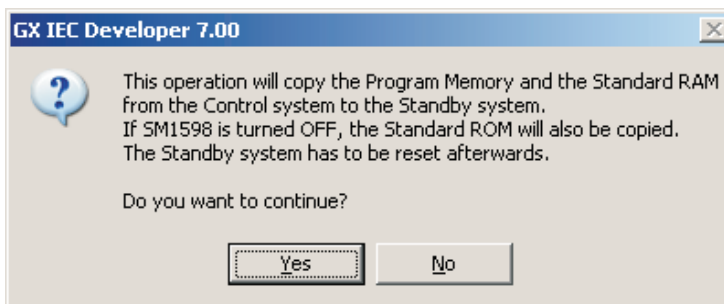 GX IEC Developer 7.00
This operation will copy the Program Memory and the Standard RAM
from the Control system to the Standby system.
If SM1598 is turned OFF, the Standard ROM will also be copied.
The Standby system has to be reset afterwards.
Do you want to continue?
Yes No